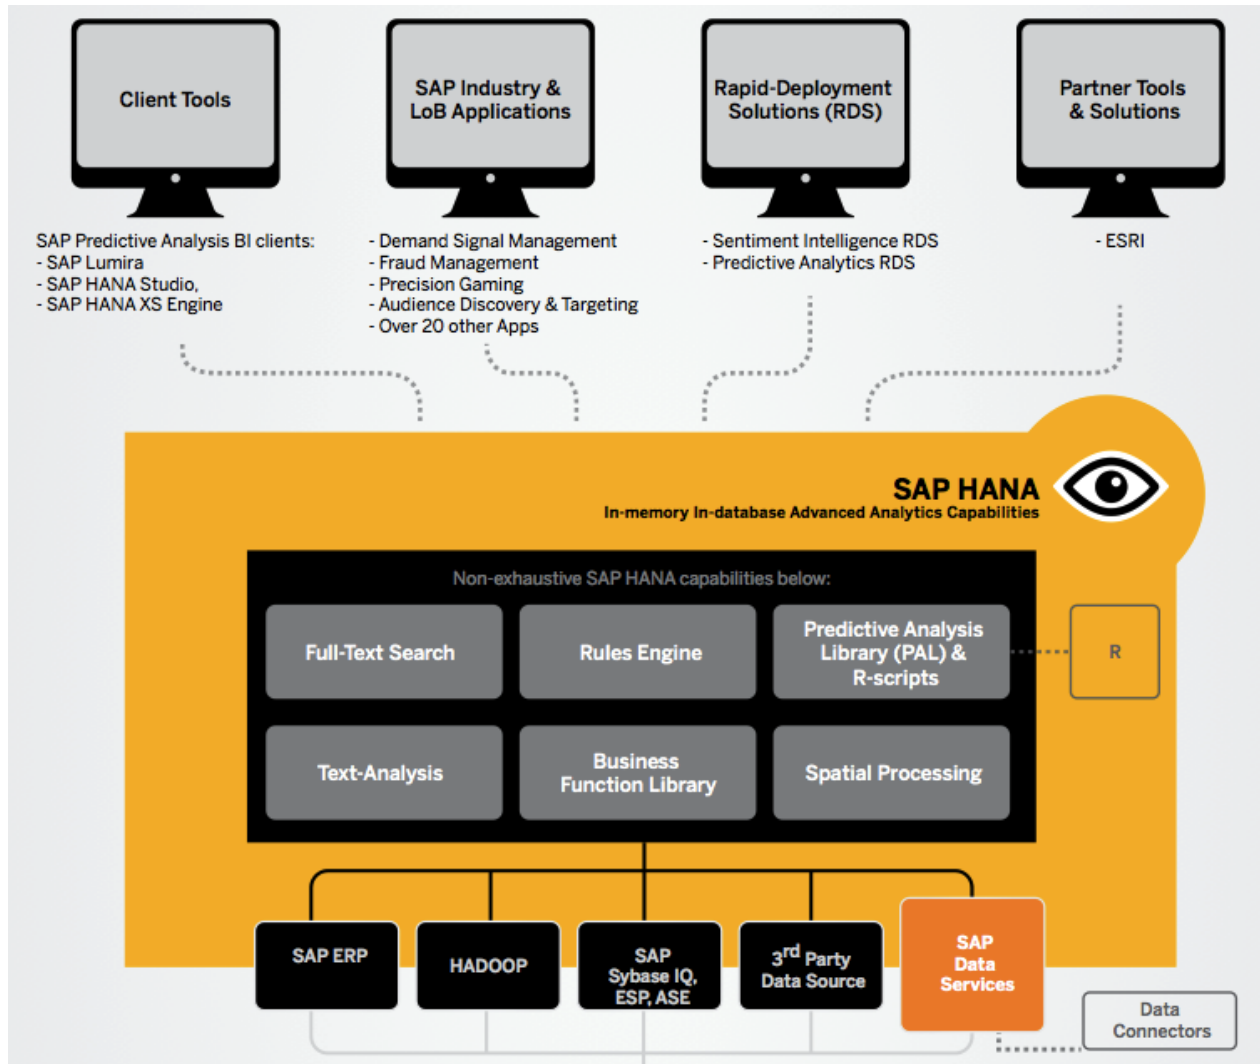 Client Tools
SAP Industry &
LoB Applications
Rapid-Deployment
Solutions (RDS)
Partner Tools
& Solutions
SAP Predictive Analysis BI clients:
- SAP Lumira
- SAP HANA Studio,
- SAP HANA XS Engine
- Demand Signal Management
- Fraud Management
- Precision Gaming
- Audience Discovery & Targeting
- Over 20 other Apps
- Sentiment Intelligence RDS
- Predictive Analytics RDS
- ESRI
SAP HANA
In-memory In-database Advanced Analytics Capabilities
Non-exhaustive SAP HANA capabilities below:
Full-Text Search
Rules Engine
Predictive Analysis
Library (PAL) &
R-scripts
R
Text-Analysis
Business
Function Library
Spatial Processing
SAP ERP
HADOOP
SAP
Sybase IQ,
ESP, ASE
3rd Party
Data Source
SAP
Data
Services
Data
Connectors